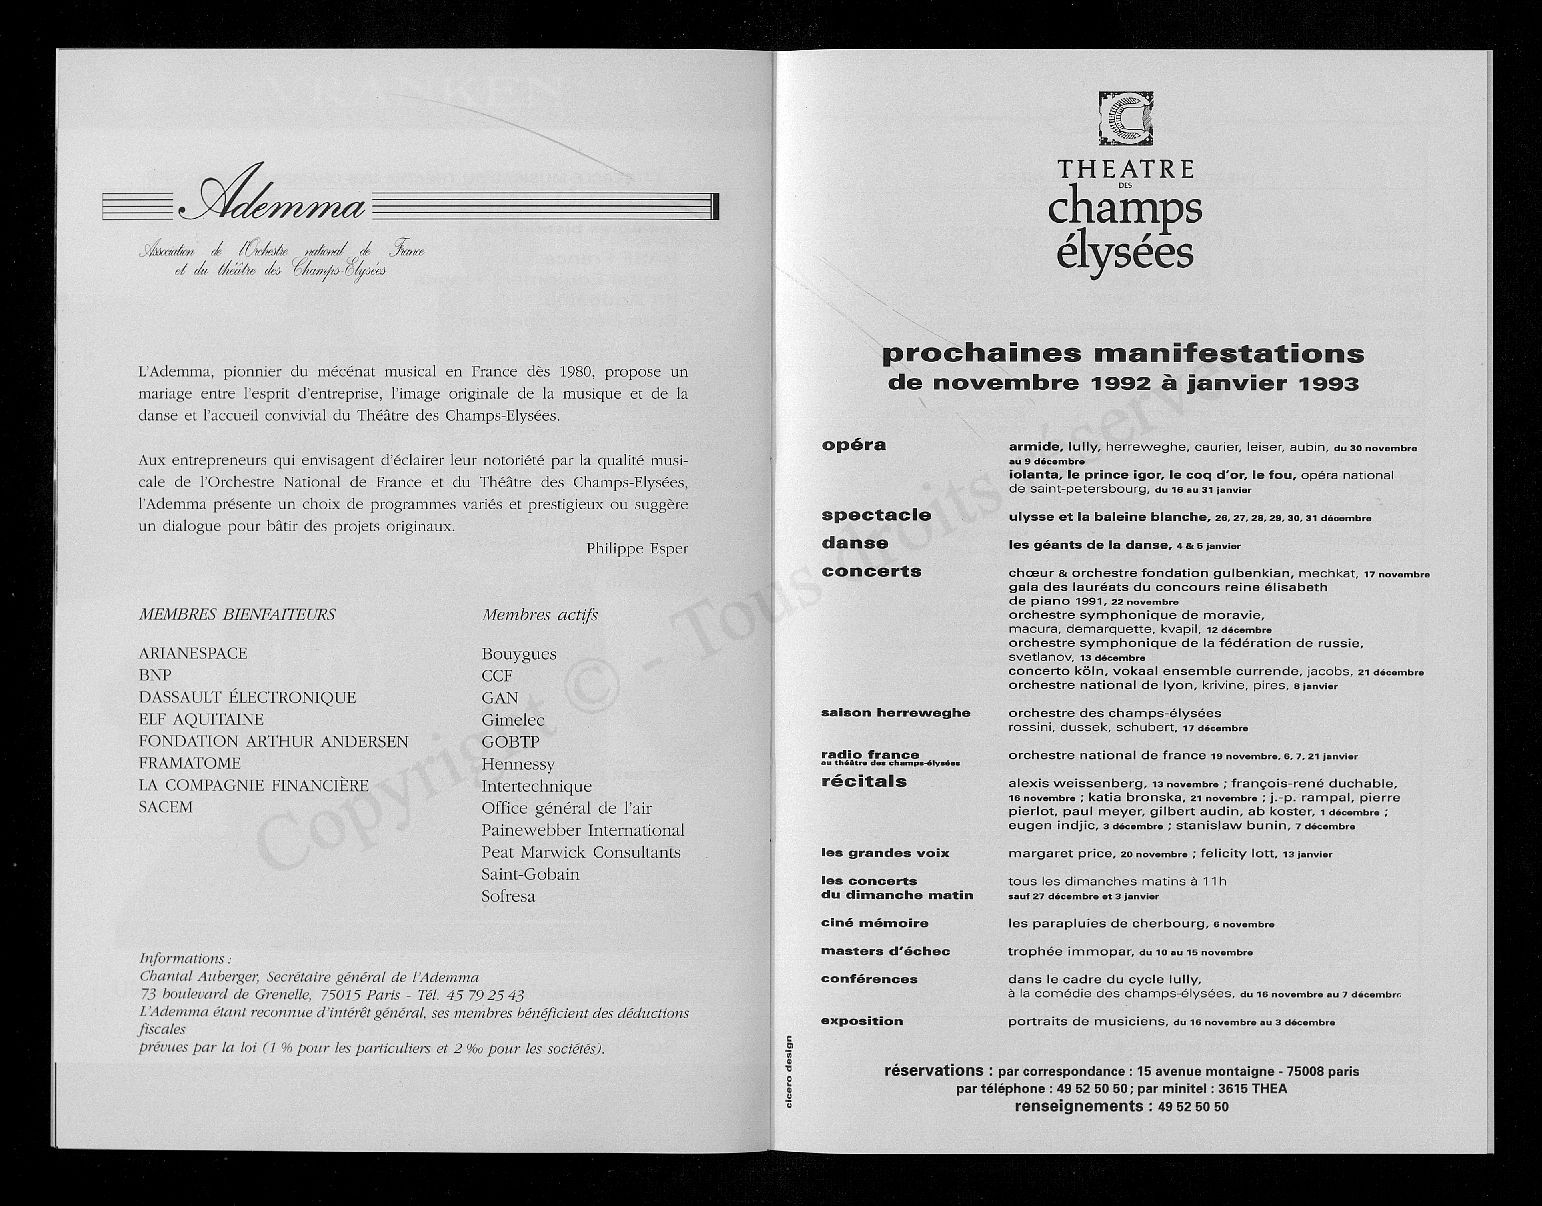 Ademma
Association de l'Orchestre national de France
et du théâtre des Champs-Elysées
L'Ademma, pionnier du mécénat musical en France dès 1980, propose un
mariage entre l'esprit d'entreprise, l'image originale de la musique et de la
danse et l'accueil convivial du Théâtre des Champs-Elysées.
Aux entrepreneurs qui envisagent d'éclairer leur notoriété par la qualité musi-
cale de l'Orchestre National de France et du Théâtre des Champs-Elysées,
l'Ademma présente un choix de programmes variés et prestigieux ou suggère
un dialogue pour bâtir des projets originaux.
Philippe Esper
MEMBRES BIENFAITEURS
ARIANESPACE
BNP
DASSAULT ÉLECTRONIQUE
ELF AQUITAINE
FONDATION ARTHUR ANDERSEN
FRAMATOME
LA COMPAGNIE FINANCIÈRE
SACEM
Membres actifs
Bouygues
CCF
GAN
Gimelec
GOBTP
Hennessy
Intertechnique
Office général de l'air
Painewebber International
Peat Marwick Consultants
Saint-Gobain
Sofresa
Informations :
Chantal Auberger, Secrétaire général de l'Ademma
73 boulevard de Grenelle, 75015 Paris - Tél. 45 79 25 43
L'Ademma étant reconnue d'intérêt général, ses membres bénéficient des déductions
fiscales
prévues par la loi (1 % pour les particuliers et 2 ‰ pour les sociétés).
THEATRE
DES
champs
élysées
prochaines manifestations
de novembre 1992 à janvier 1993
opéra
armide, lully, herreweghe, caurier, leiser, aubin, du 30 novembre
au 9 décembre
iolanta, le prince igor, le coq d'or, le fou, opéra national
de saint-petersbourg, du 16 au 31 janvier
spectacle
ulysse et la baleine blanche, 26, 27, 28, 29, 30, 31 décembre
danse
les géants de la danse, 4 & 5 janvier
concerts
chœur & orchestre fondation gulbenkian, mechkat, 17 novembre
gala des lauréats du concours reine élisabeth
de piano 1991, 22 novembre
orchestre symphonique de moravie,
macura, demarquette, kvapil, 12 décembre
orchestre symphonique de la fédération de russie,
svetlanov, 13 décembre
concerto köln, vokaal ensemble currende, jacobs, 21 décembre
orchestre national de lyon, krivine, pires, 8 janvier
saison herreweghe
orchestre des champs-élysées
rossini, dussek, schubert, 17 décembre
radio france
au théâtre des champs-élysées
orchestre national de france 19 novembre, 6, 7, 21 janvier
récitals
alexis weissenberg, 13 novembre ; françois-rené duchable,
16 novembre ; katia bronska, 21 novembre ; j.-p. rampal, pierre
pierlot, paul meyer, gilbert audin, ab koster, 1 décembre ;
eugen indjic, 3 décembre ; stanislaw bunin, 7 décembre
les grandes voix
margaret price, 20 novembre ; felicity lott, 13 janvier
les concerts
du dimanche matin
tous les dimanches matins à 11h
sauf 27 décembre et 3 janvier
ciné mémoire
les parapluies de cherbourg, 6 novembre
masters d'échec
trophée immopar, du 10 au 15 novembre
conférences
dans le cadre du cycle lully,
à la comédie des champs-élysées, du 16 novembre au 7 décembre
exposition
portraits de musiciens, du 16 novembre au 3 décembre
réservations : par correspondance : 15 avenue montaigne - 75008 paris
par téléphone : 49 52 50 50 ; par minitel : 3615 THEA
renseignements : 49 52 50 50
cicero design
Copyright © - Tous droits réservés.